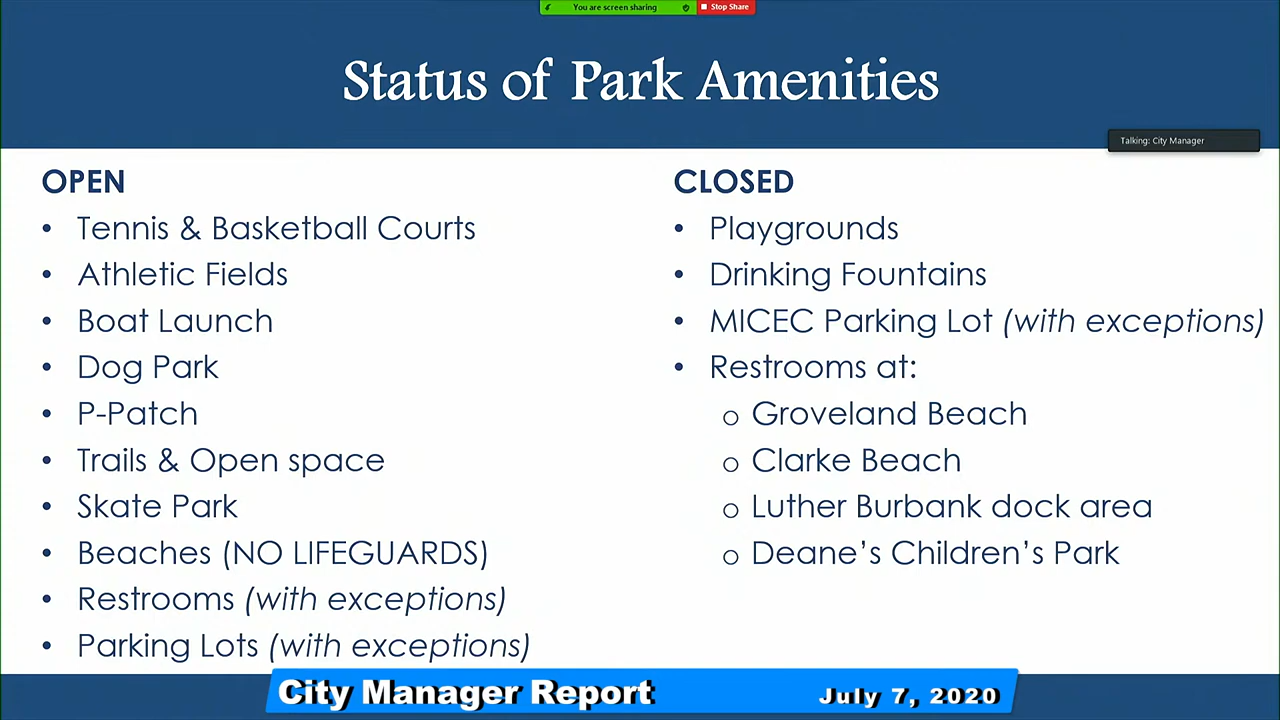 You are screen sharing
Stop Share
Status of Park Amenities
Talking: City Manager
OPEN
• Tennis & Basketball Courts
• Athletic Fields
• Boat Launch
• Dog Park
• P-Patch
• Trails & Open space
• Skate Park
• Beaches (NO LIFEGUARDS)
• Restrooms (with exceptions)
• Parking Lots (with exceptions)
CLOSED
• Playgrounds
• Drinking Fountains
• MICEC Parking Lot (with exceptions)
• Restrooms at:
o Groveland Beach
o Clarke Beach
o Luther Burbank dock area
o Deane’s Children’s Park
City Manager Report
July 7, 2020